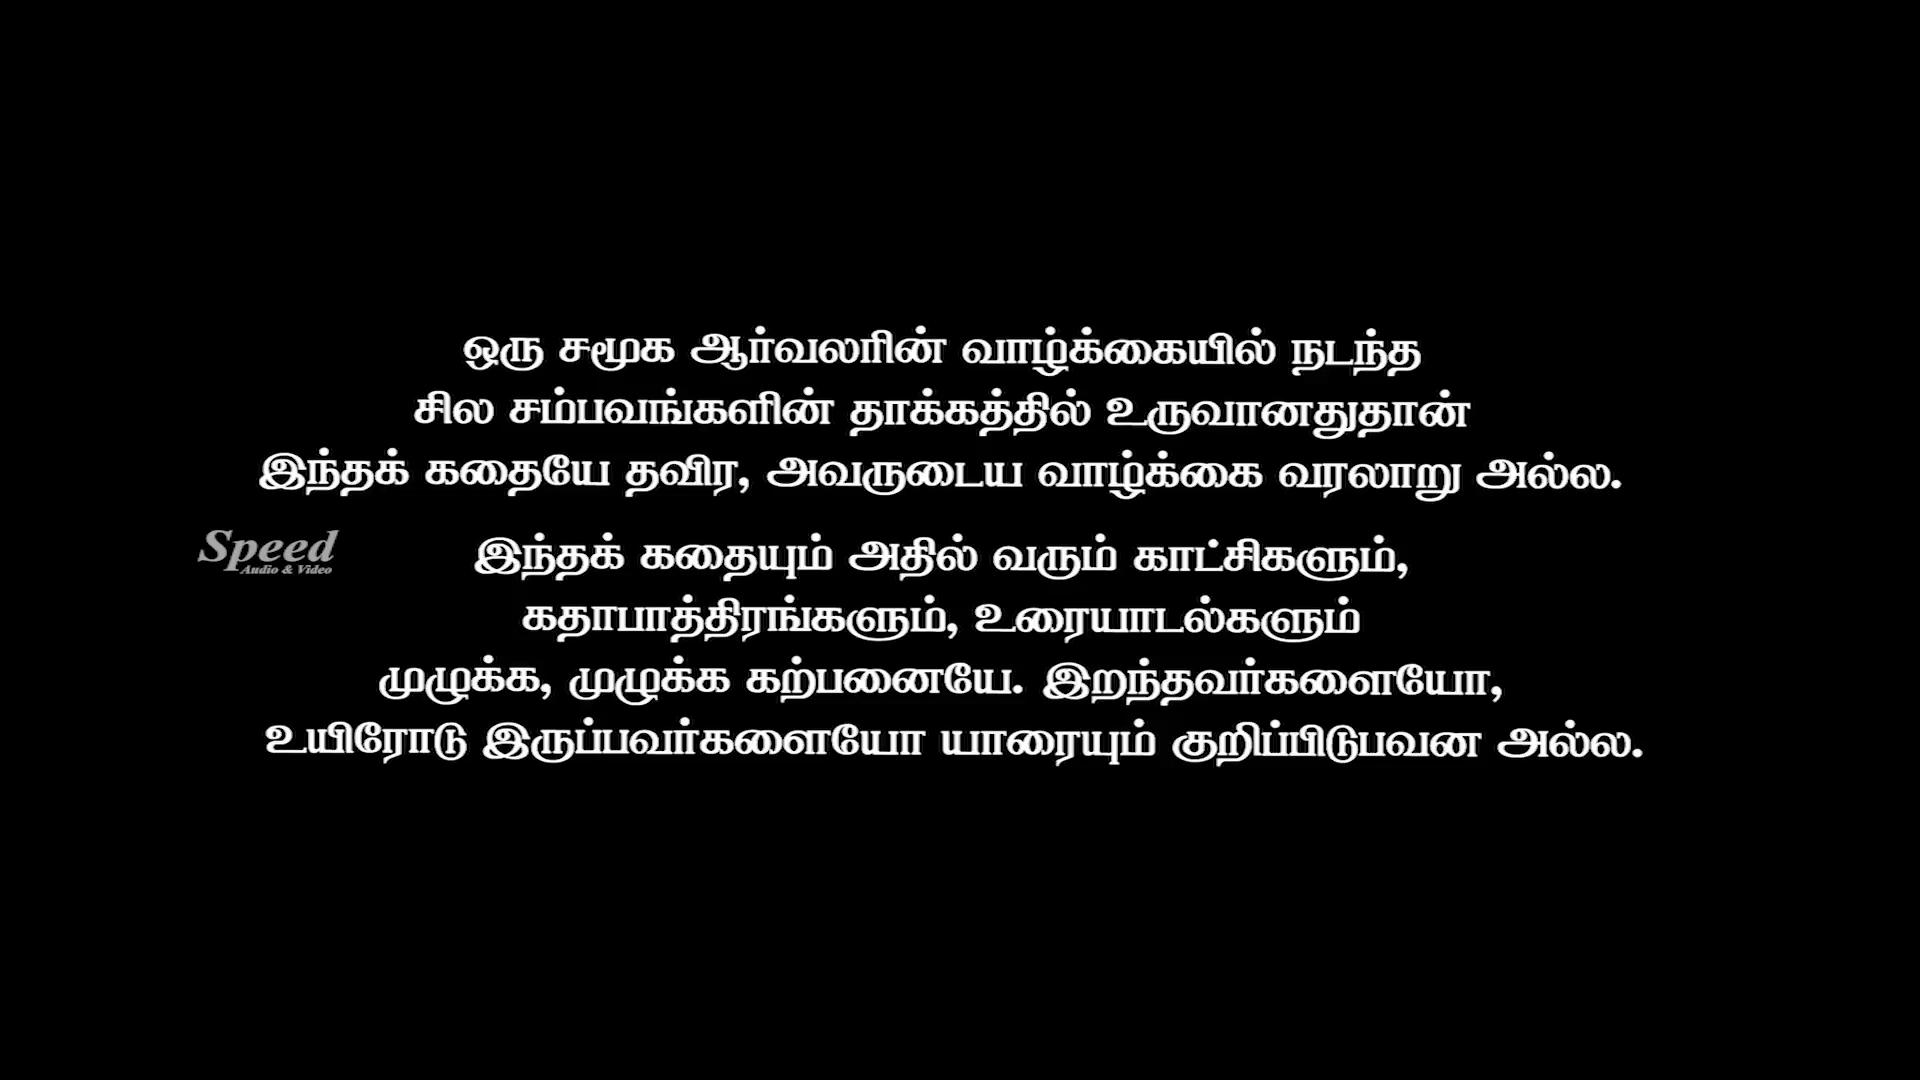 ஒரு சமூக ஆர்வலரின் வாழ்க்கையில் நடந்த
சில சம்பவங்களின் தாக்கத்தில் உருவானதுதான்
இந்தக் கதையே தவிர, அவருடைய வாழ்க்கை வரலாறு அல்ல.
Speed
Audio & Video
இந்தக் கதையும் அதில் வரும் காட்சிகளும்,
கதாபாத்திரங்களும், உரையாடல்களும்
முழுக்க, முழுக்க கற்பனையே. இறந்தவர்களையோ,
உயிரோடு இருப்பவர்களையோ யாரையும் குறிப்பிடுபவன அல்ல.